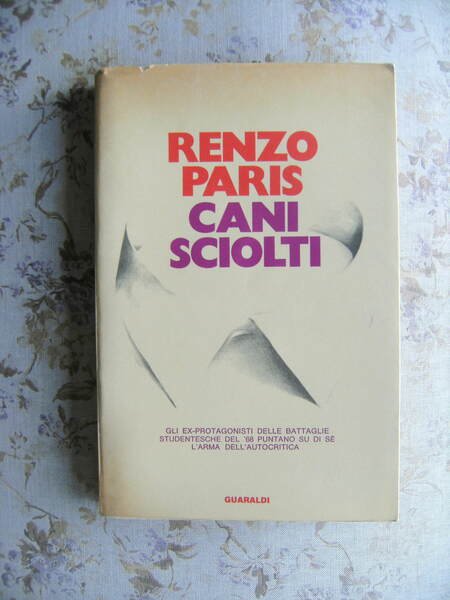 RENZO
PARIS
CANI
SCIOLTI
GLI EX-PROTAGONISTI DELLE BATTAGLIE
STUDENTESCHE DEL '68 PUNTANO SU DI SÈ
L'ARMA DELL'AUTOCRITICA
GUARALDI